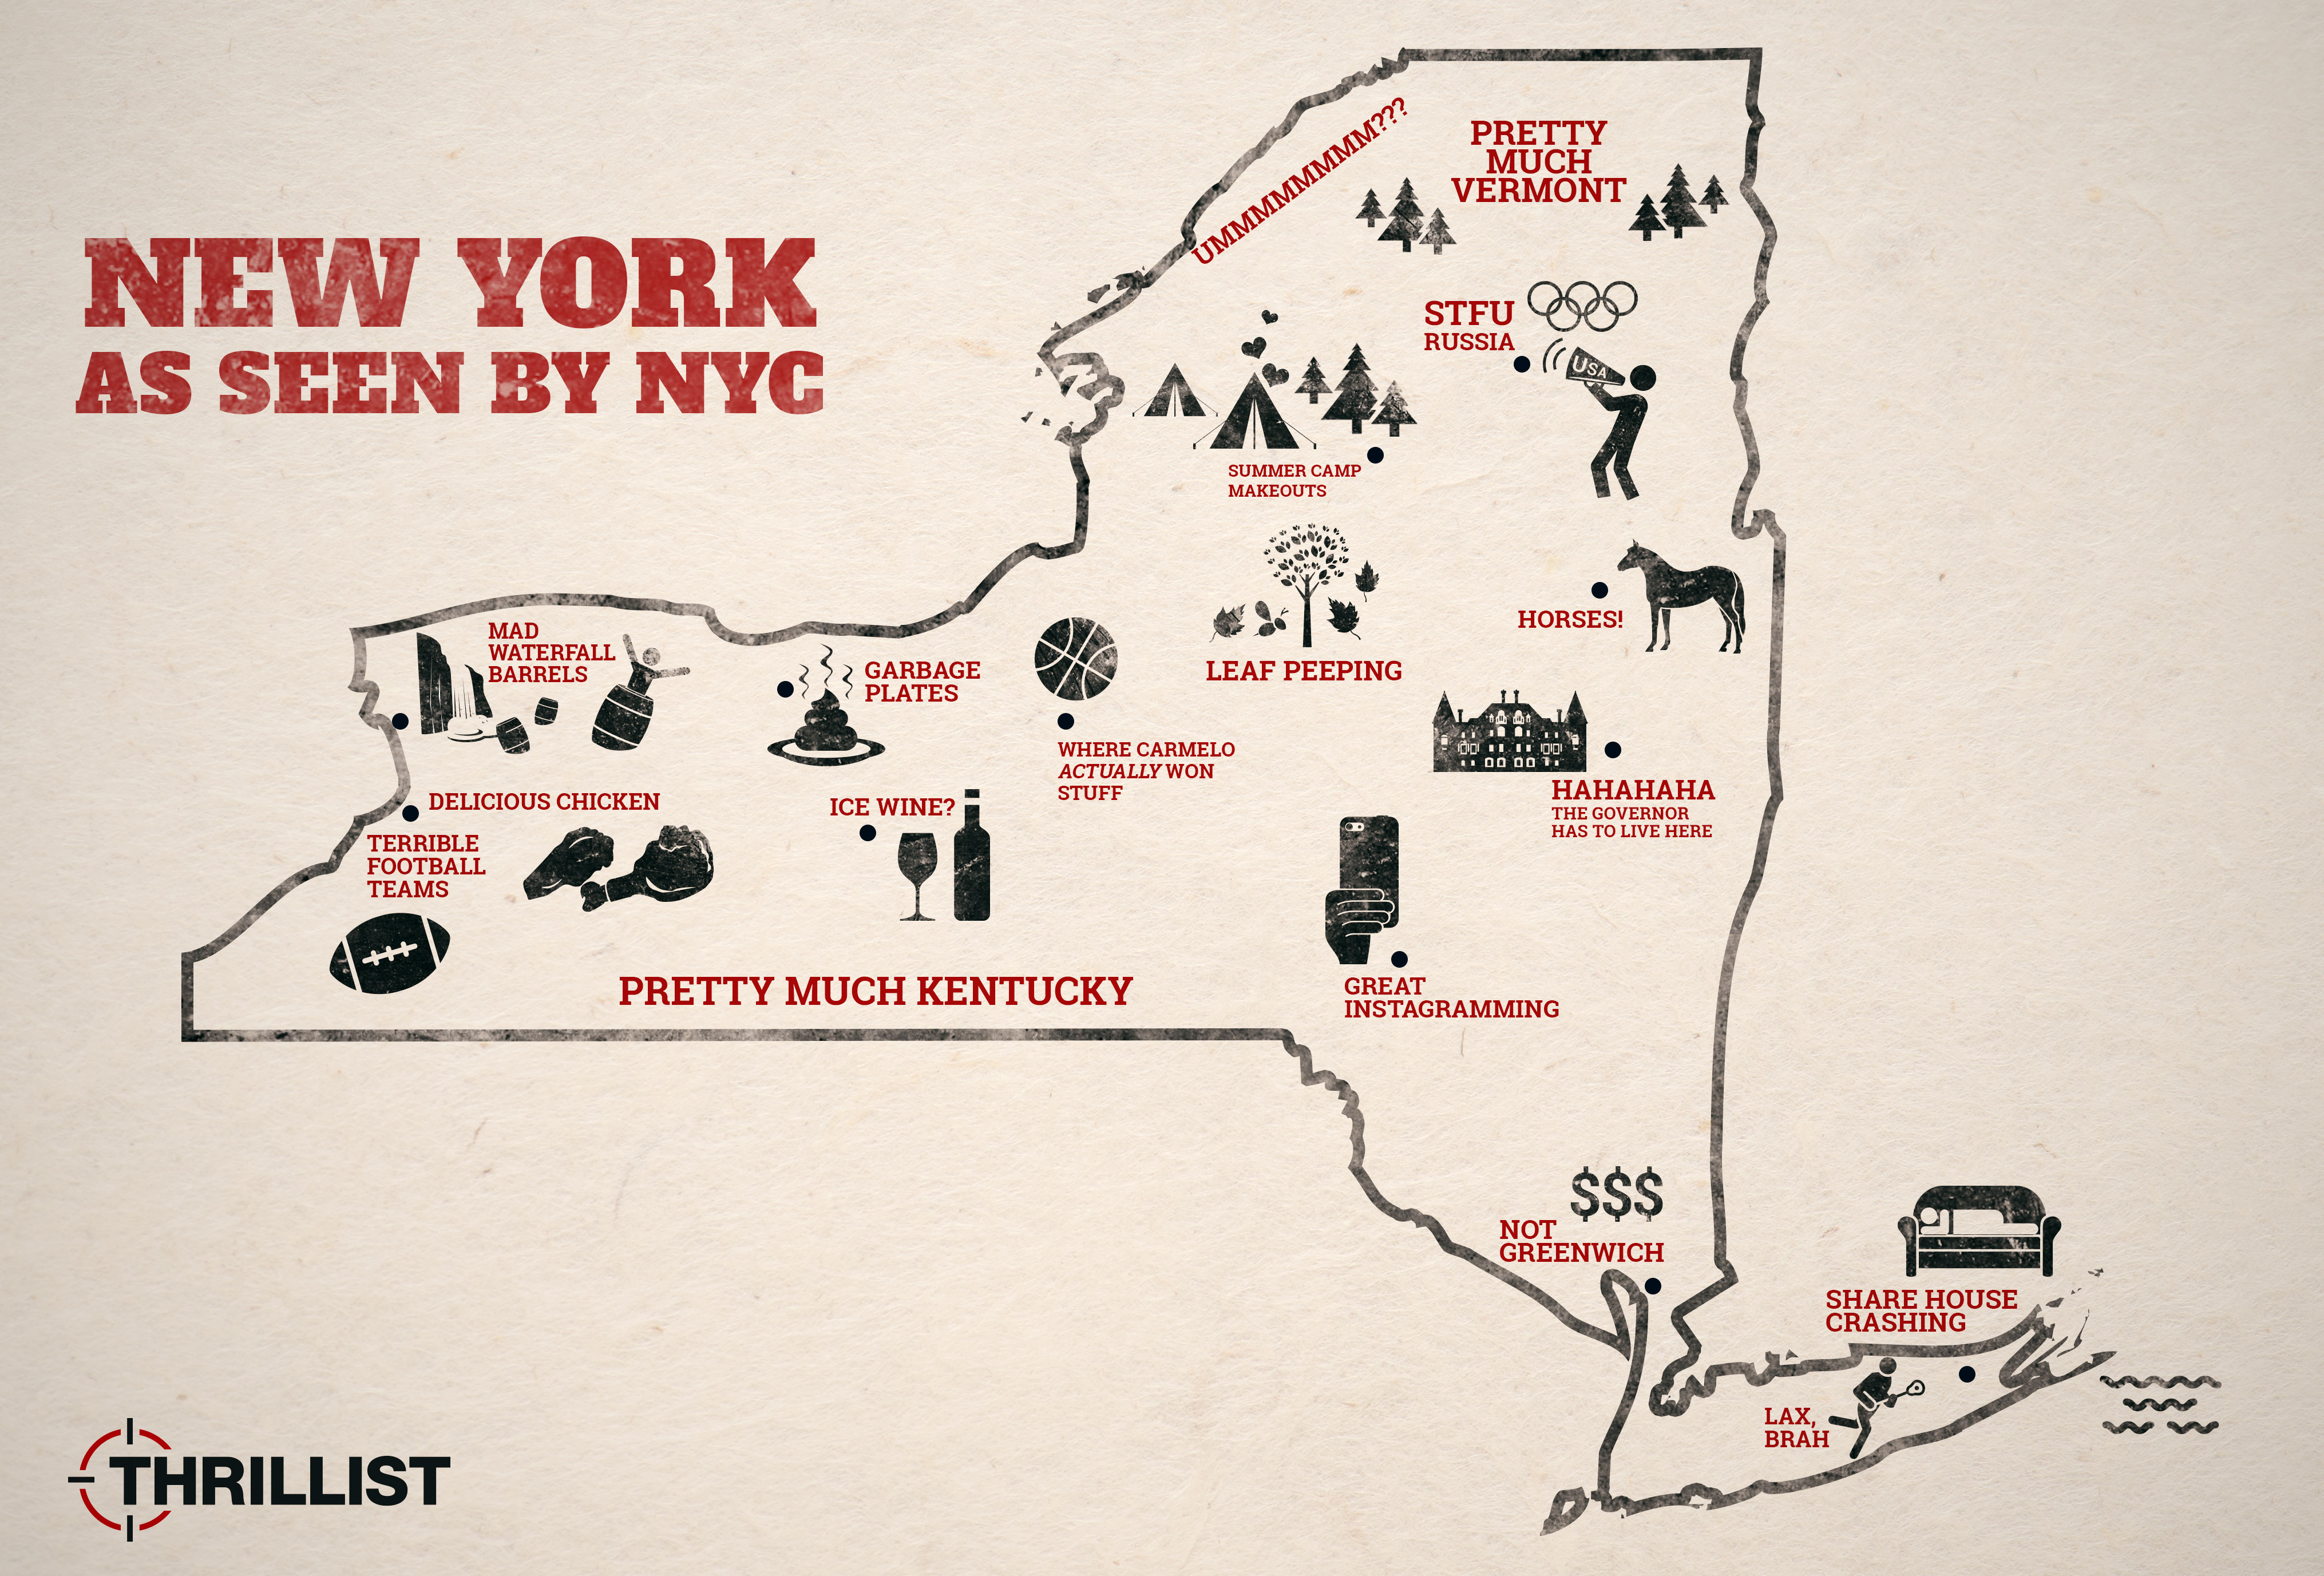 NEW YORK
AS SEEN BY NYC
UMMMMMMMM???
PRETTY
MUCH
VERMONT
STFU
RUSSIA
USA
SUMMER CAMP
MAKEOUTS
HORSES!
LEAF PEEPING
MAD
WATERFALL
BARRELS
GARBAGE
PLATES
WHERE CARMELO
ACTUALLY WON
STUFF
HAHAHAHA
THE GOVERNOR
HAS TO LIVE HERE
DELICIOUS CHICKEN
TERRIBLE
FOOTBALL
TEAMS
ICE WINE?
PRETTY MUCH KENTUCKY
GREAT
INSTAGRAMMING
$$$
NOT
GREENWICH
SHARE HOUSE
CRASHING
LAX,
BRAH
THRILLIST